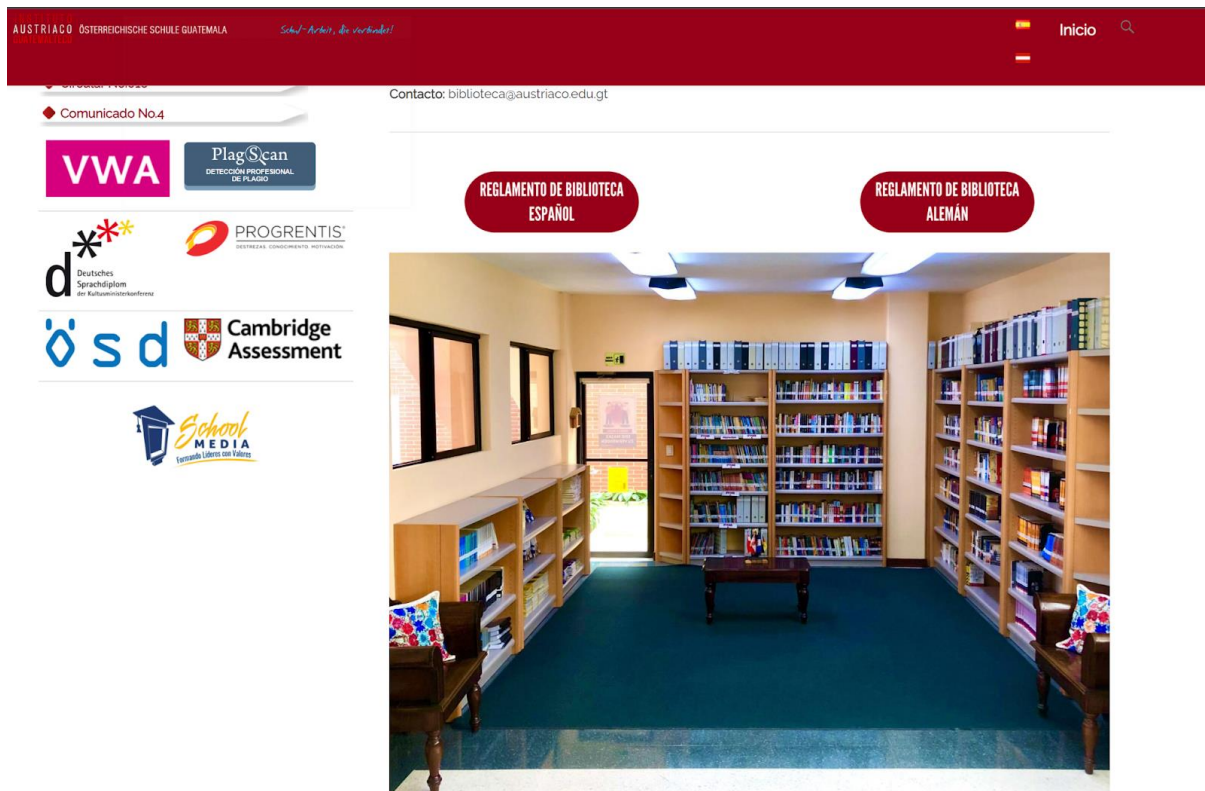 AUSTRIACO ÖSTERREICHISCHE SCHULE GUATEMALA
Schul-Arbeit, die verbindet!
Inicio
Comunicado No.4
Contacto: biblioteca@austriaco.edu.gt
VWA
PlagScan
DETECCIÓN PROFESIONAL
DE PLAGIO
Deutsches
Sprachdiplom
der Kultusministerkonferenz
PROGRENTIS
DESTREZAS. CONOCIMIENTO. MOTIVACIÓN.
ösd
Cambridge
Assessment
School
MEDIA
Formando Líderes con Valores
REGLAMENTO DE BIBLIOTECA
ESPAÑOL
REGLAMENTO DE BIBLIOTECA
ALEMÁN